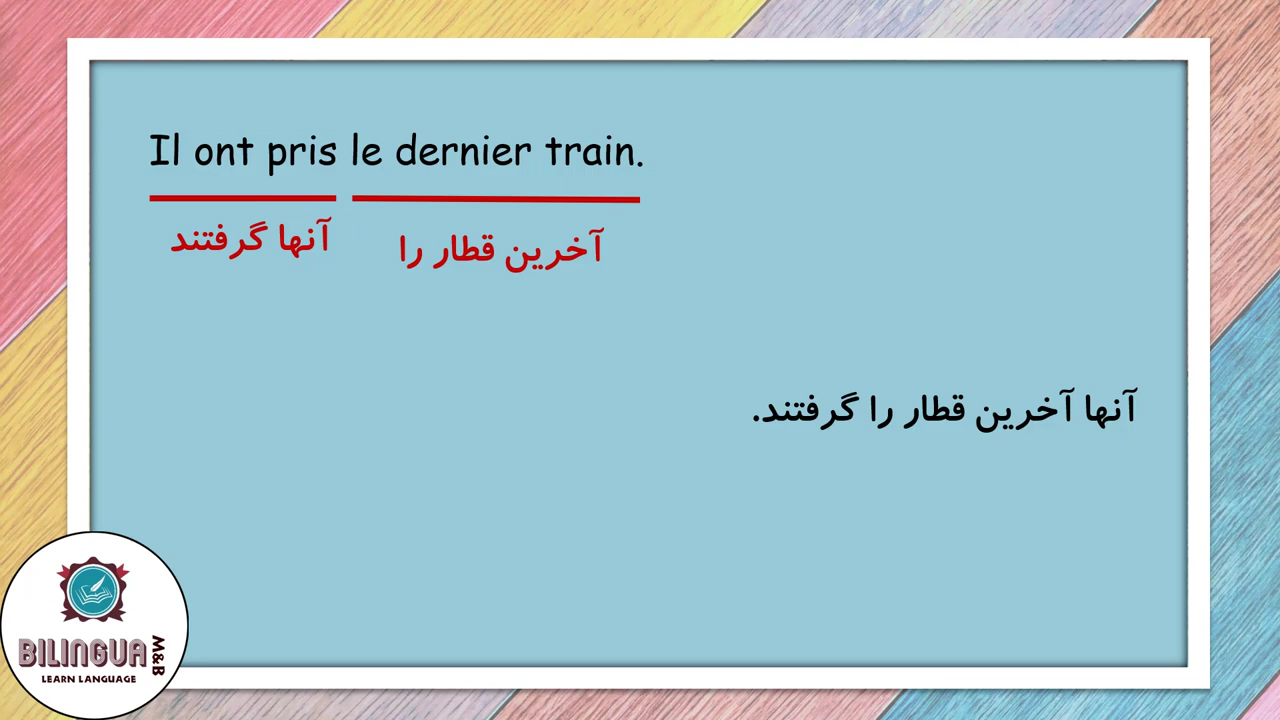 Il ont pris le dernier train.
آنها گرفتند
آخرین قطار را
آنها آخرین قطار را گرفتند.
BILINGUA
M&B
LEARN LANGUAGE